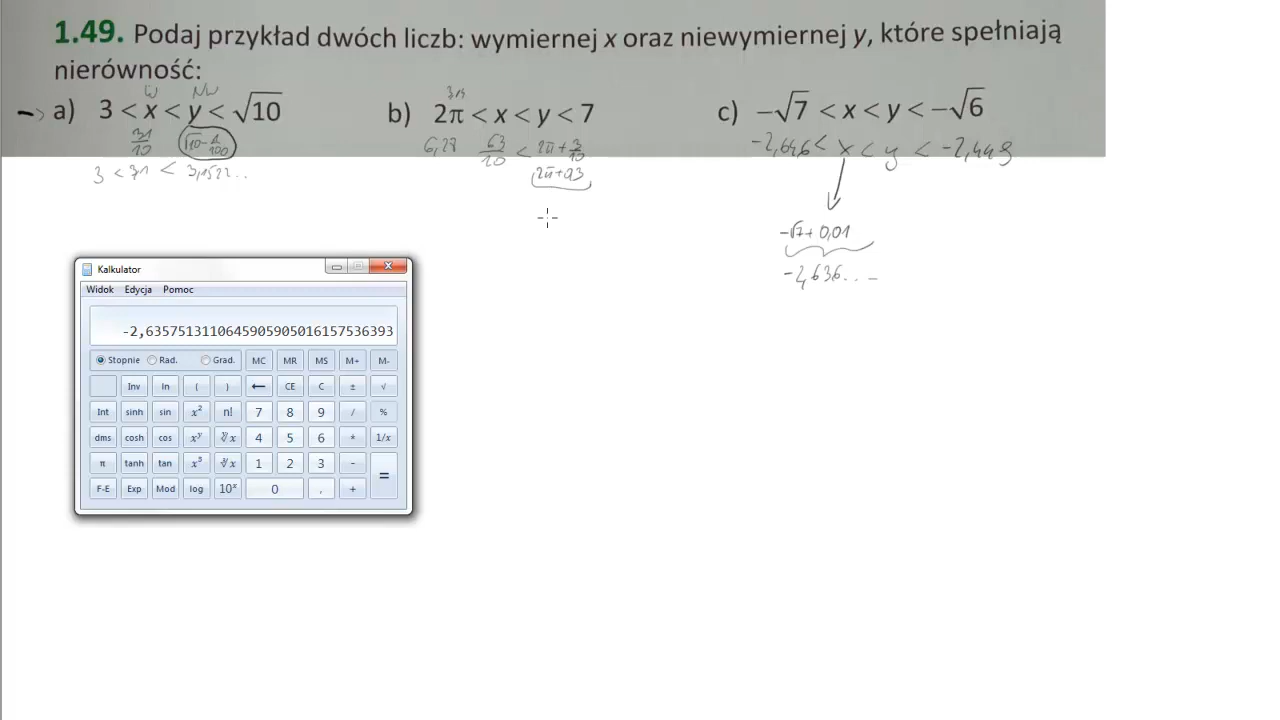 1.49. Podaj przykład dwóch liczb: wymiernej x oraz niewymiernej y, które spełniają
nierówność:
W NW
a) 3 < x < y < √10
31/10 √10 - 1/100
3 < 3,1 < 3,1522...
3,14
b) 2π < x < y < 7
6,28 63/10 < 2π + 3/10
2π + 0,3
c) -√7 < x < y < -√6
-2,646 < x < y < -2,449
-√7 + 0,01
-2,636...
Kalkulator
Widok Edycja Pomoc
-2,6357513110645905905016157536393
Stopnie Rad. Grad. MC MR MS M+ M-
Inv ln ( ) ← CE C ± √
Int sinh sin x² n! 7 8 9 / %
dms cosh cos xʸ ʸ√x 4 5 6 * 1/x
π tanh tan x³ ³√x 1 2 3 - =
F-E Exp Mod log 10ˣ 0 , +